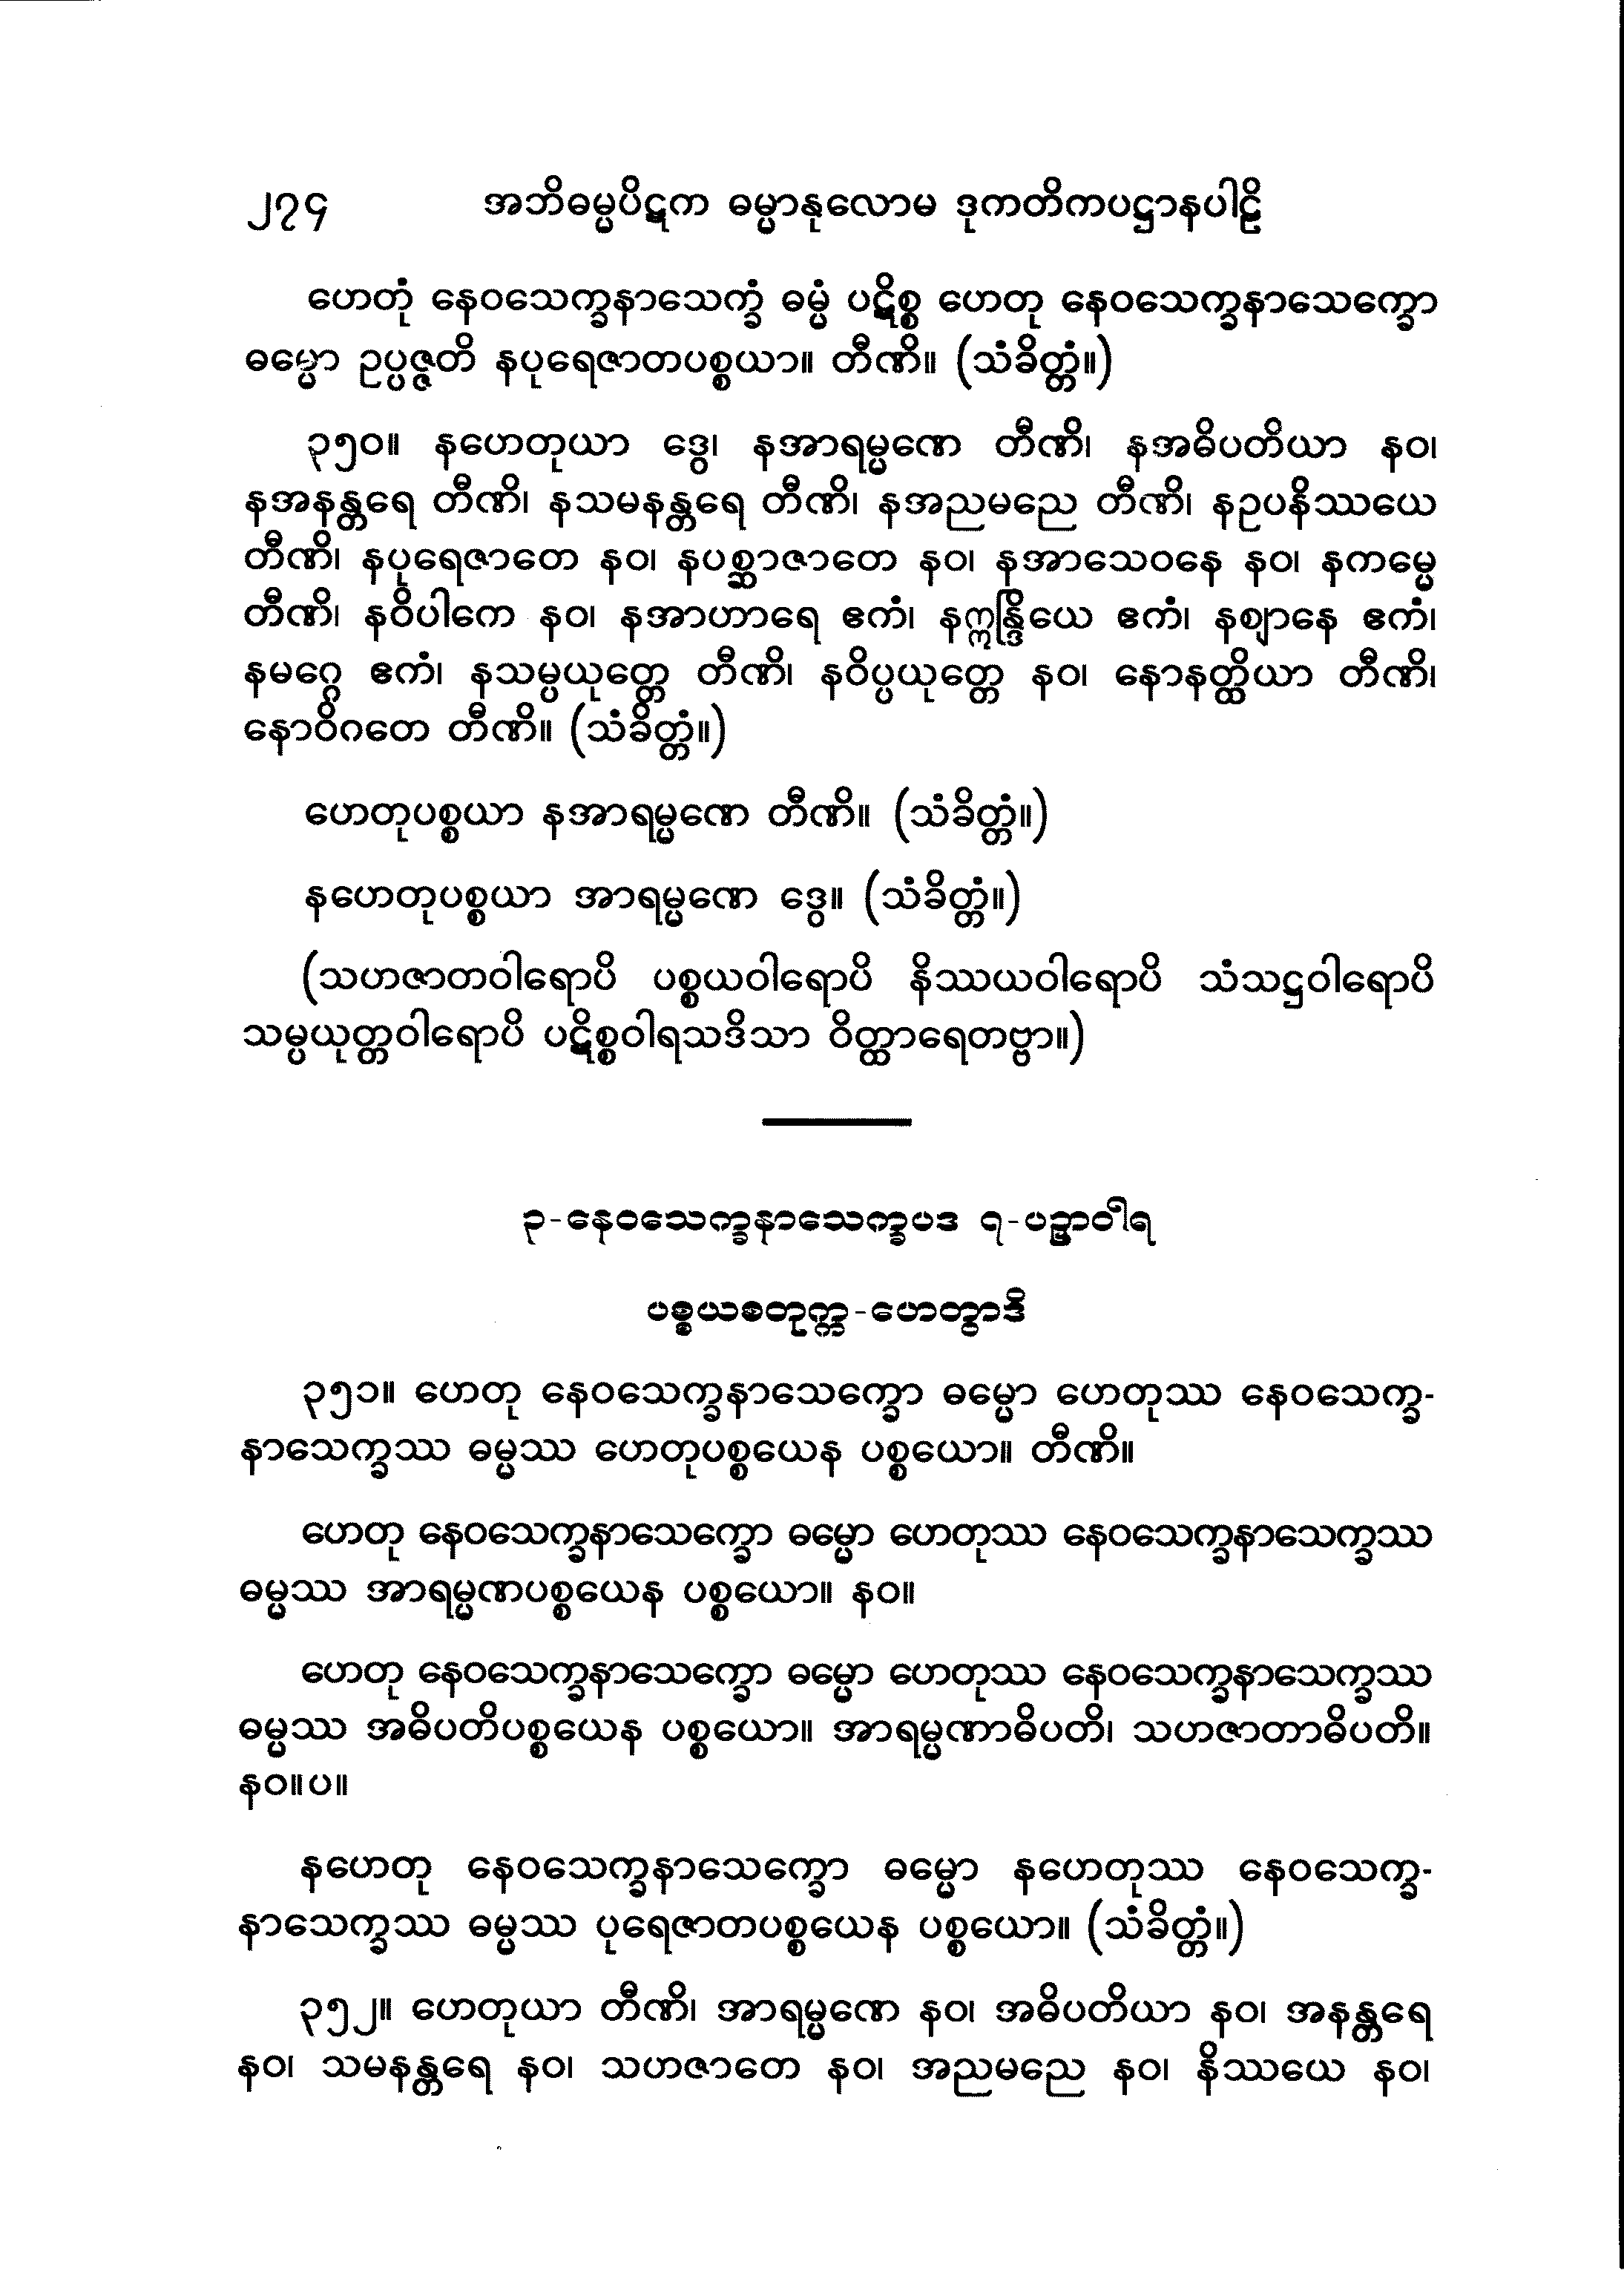 ၂၇၄ အဘိဓမ္မပိဋက ဓမ္မာနုလောမ ဒုကတိကပဋ္ဌာနပါဠိ
ဟေတုံ နေဝသေက္ခနာသေက္ခံ ဓမ္မံ ပဋိစ္စ ဟေတု နေဝသေက္ခနာသေက္ခော
ဓမ္မော ဥပ္ပဇ္ဇတိ နပုရေဇာတပစ္စယာ။ တီဏိ။ (သံခိတ္တံ။)
၃၅၀။ နဟေတုယာ ဒွေ၊ နအာရမ္မဏေ တီဏိ၊ နအဓိပတိယာ နဝ၊
နအနန္တရေ တီဏိ၊ နသမနန္တရေ တီဏိ၊ နအညမညေ တီဏိ၊ နဥပနိဿယေ
တီဏိ၊ နပုရေဇာတေ နဝ၊ နပစ္ဆာဇာတေ နဝ၊ နအာသေဝနေ နဝ၊ နကမ္မေ
တီဏိ၊ နဝိပါကေ နဝ၊ နအာဟာရေ ဧကံ၊ နဣန္ဒြိယေ ဧကံ၊ နဈာနေ ဧကံ၊
နမဂ္ဂေ ဧကံ၊ နသမ္ပယုတ္တေ တီဏိ၊ နဝိပ္ပယုတ္တေ နဝ၊ နောနတ္ထိယာ တီဏိ၊
နောဝိဂတေ တီဏိ။ (သံခိတ္တံ။)
ဟေတုပစ္စယာ နအာရမ္မဏေ တီဏိ။ (သံခိတ္တံ။)
နဟေတုပစ္စယာ အာရမ္မဏေ ဒွေ။ (သံခိတ္တံ။)
(သဟဇာတဝါရောပိ ပစ္စယဝါရောပိ နိဿယဝါရောပိ သံသဋ္ဌဝါရောပိ
သမ္ပယုတ္တဝါရောပိ ပဋိစ္စဝါရသဒိသာ ဝိတ္ထာရေတဗ္ဗာ။)
၃-နေဝသေက္ခနာသေက္ခပဒ ၇-ပဉှာဝါရ
ပစ္စယစတုက္က-ဟေတွာဒိ
၃၅၁။ ဟေတု နေဝသေက္ခနာသေက္ခော ဓမ္မော ဟေတုဿ နေဝသေက္ခ-
နာသေက္ခဿ ဓမ္မဿ ဟေတုပစ္စယေန ပစ္စယော။ တီဏိ။
ဟေတု နေဝသေက္ခနာသေက္ခော ဓမ္မော ဟေတုဿ နေဝသေက္ခနာသေက္ခဿ
ဓမ္မဿ အာရမ္မဏပစ္စယေန ပစ္စယော။ နဝ။
ဟေတု နေဝသေက္ခနာသေက္ခော ဓမ္မော ဟေတုဿ နေဝသေက္ခနာသေက္ခဿ
ဓမ္မဿ အဓိပတိပစ္စယေန ပစ္စယော။ အာရမ္မဏာဓိပတိ၊ သဟဇာတာဓိပတိ။
နဝ။ပ။
နဟေတု နေဝသေက္ခနာသေက္ခော ဓမ္မော နဟေတုဿ နေဝသေက္ခ-
နာသေက္ခဿ ဓမ္မဿ ပုရေဇာတပစ္စယေန ပစ္စယော။ (သံခိတ္တံ။)
၃၅၂။ ဟေတုယာ တီဏိ၊ အာရမ္မဏေ နဝ၊ အဓိပတိယာ နဝ၊ အနန္တရေ
နဝ၊ သမနန္တရေ နဝ၊ သဟဇာတေ နဝ၊ အညမညေ နဝ၊ နိဿယေ နဝ၊